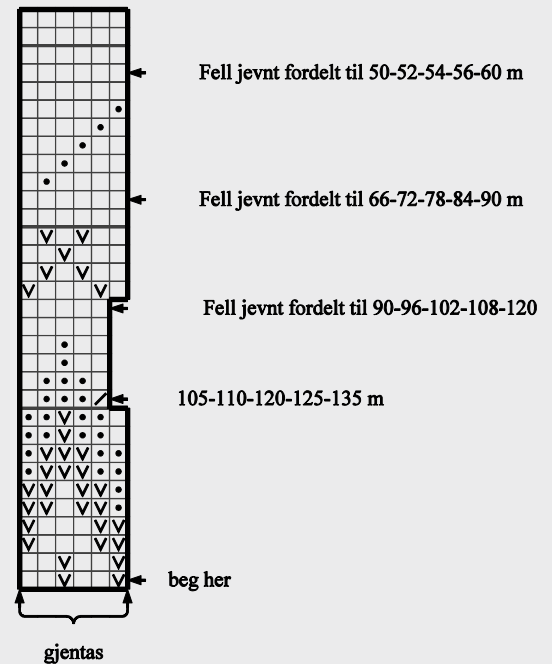 Fell jevnt fordelt til 50-52-54-56-60 m
Fell jevnt fordelt til 66-72-78-84-90 m
Fell jevnt fordelt til 90-96-102-108-120
105-110-120-125-135 m
beg her
gjentas